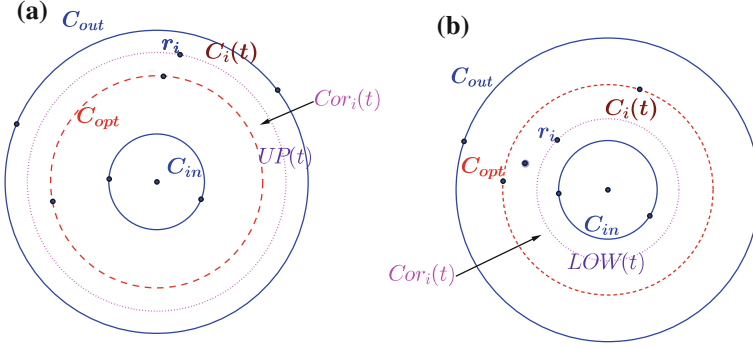 (a)
C_out
r_i
C_i(t)
Cor_i(t)
C_opt
UP(t)
C_in
(b)
C_out
C_i(t)
r_i
C_opt
C_in
LOW(t)
Cor_i(t)